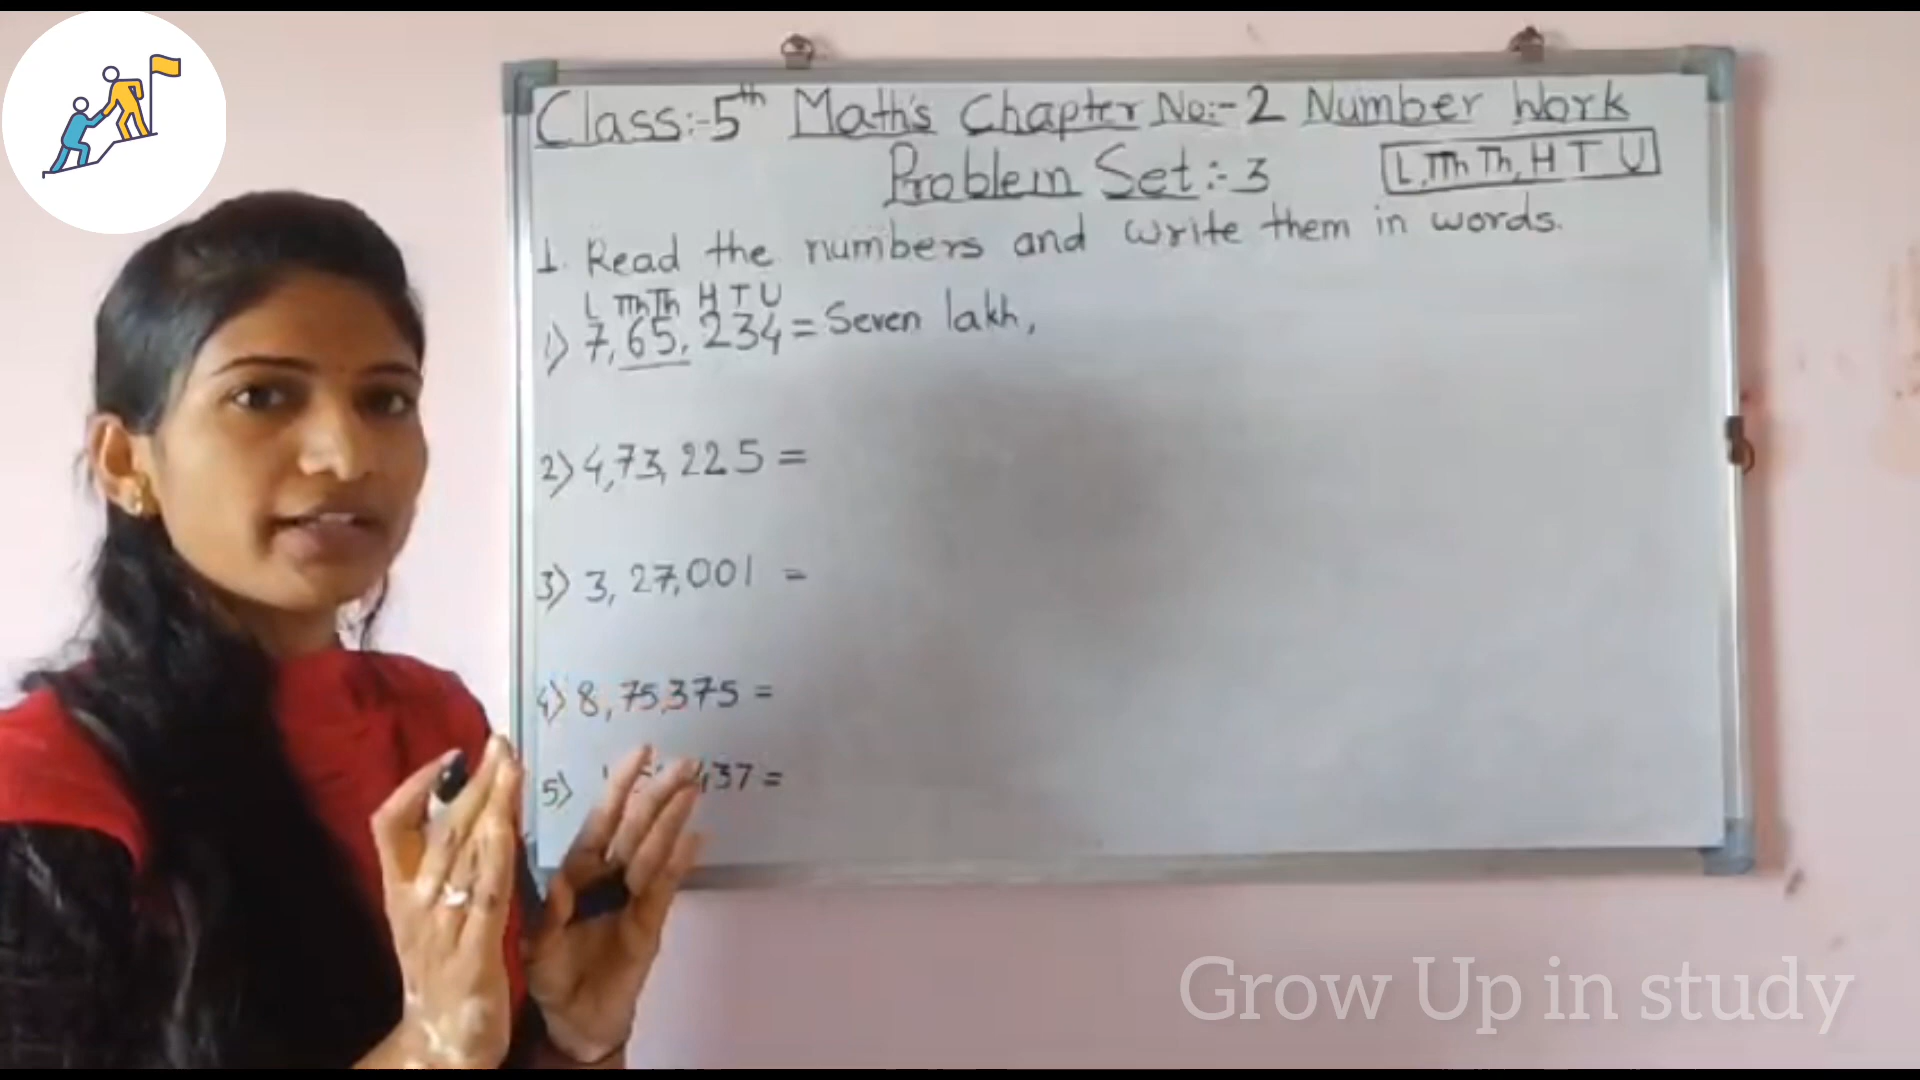 Class:-5th Math's Chapter No:-2 Number Work
Problem Set:-3
L, TTh Th, H T U
1. Read the numbers and write them in words.
L TTh Th H T U
1) 7,65,234 = Seven lakh,
2) 4,73,225 =
3) 3,27,001 =
4) 8,75,375 =
5) 437 =
Grow Up in study